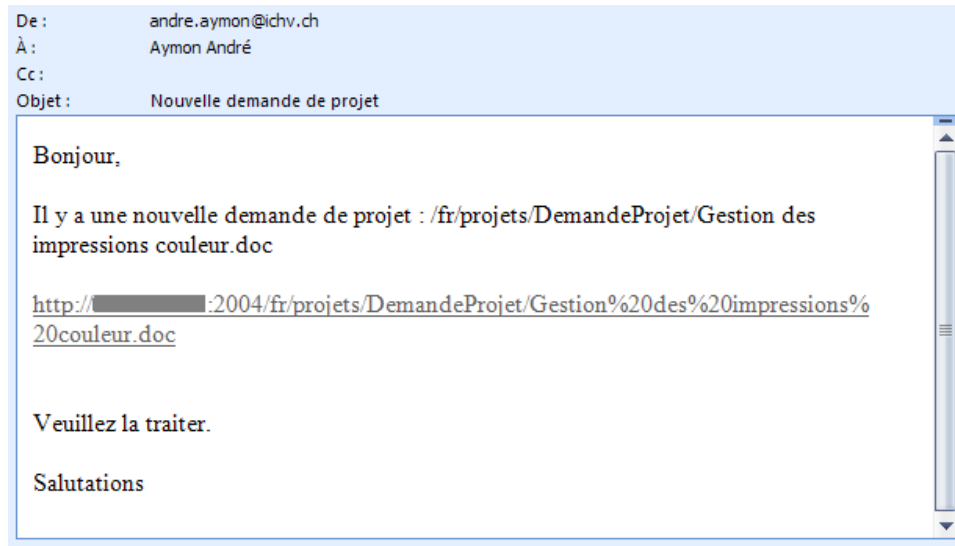 De : andre.aymon@ichv.ch
À : Aymon André
Cc :
Objet : Nouvelle demande de projet
Bonjour,
Il y a une nouvelle demande de projet : /fr/projets/DemandeProjet/Gestion des
impressions couleur.doc
http:// :2004/fr/projets/DemandeProjet/Gestion%20des%20impressions%
20couleur.doc
Veuillez la traiter.
Salutations